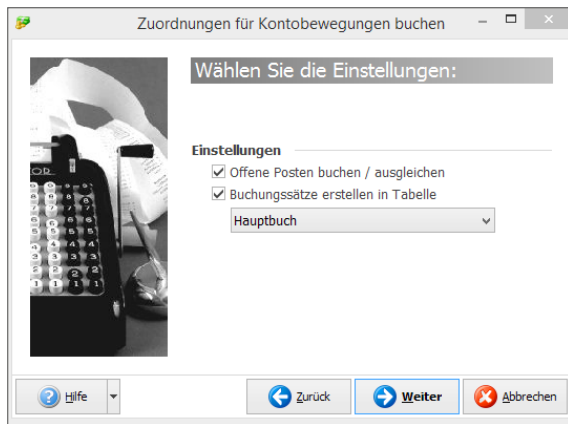 Zuordnungen für Kontobewegungen buchen
Wählen Sie die Einstellungen:
Einstellungen
Offene Posten buchen / ausgleichen
Buchungssätze erstellen in Tabelle
Hauptbuch
Hilfe
Zurück
Weiter
Abbrechen